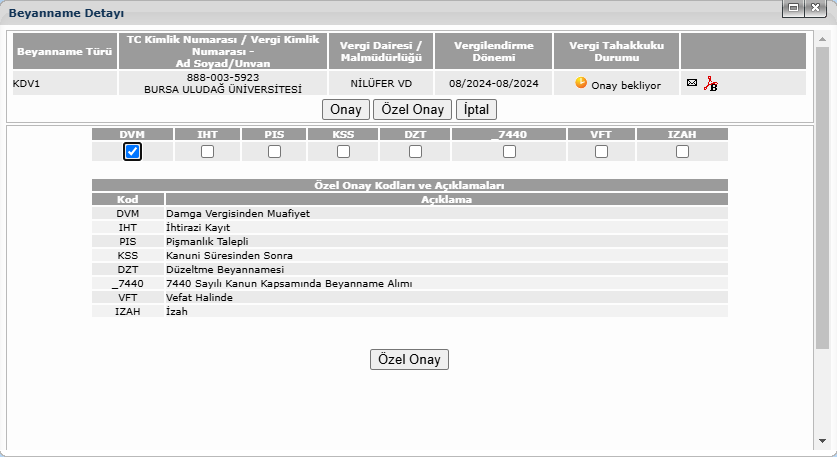 Beyanname Detayı
Beyanname Türü
TC Kimlik Numarası / Vergi Kimlik
Numarası -
Ad Soyad/Unvan
Vergi Dairesi /
Malmüdürlüğü
Vergilendirme
Dönemi
Vergi Tahakkuku
Durumu
KDV1
888-003-5923
BURSA ULUDAĞ ÜNİVERSİTESİ
NİLÜFER VD
08/2024-08/2024
Onay bekliyor
Onay Özel Onay İptal
DVM IHT PIS KSS DZT _7440 VFT IZAH
Özel Onay Kodları ve Açıklamaları
Kod Açıklama
DVM Damga Vergisinden Muafiyet
IHT İhtirazi Kayıt
PIS Pişmanlık Talepli
KSS Kanuni Süresinden Sonra
DZT Düzeltme Beyannamesi
_7440 7440 Sayılı Kanun Kapsamında Beyanname Alımı
VFT Vefat Halinde
IZAH İzah
Özel Onay